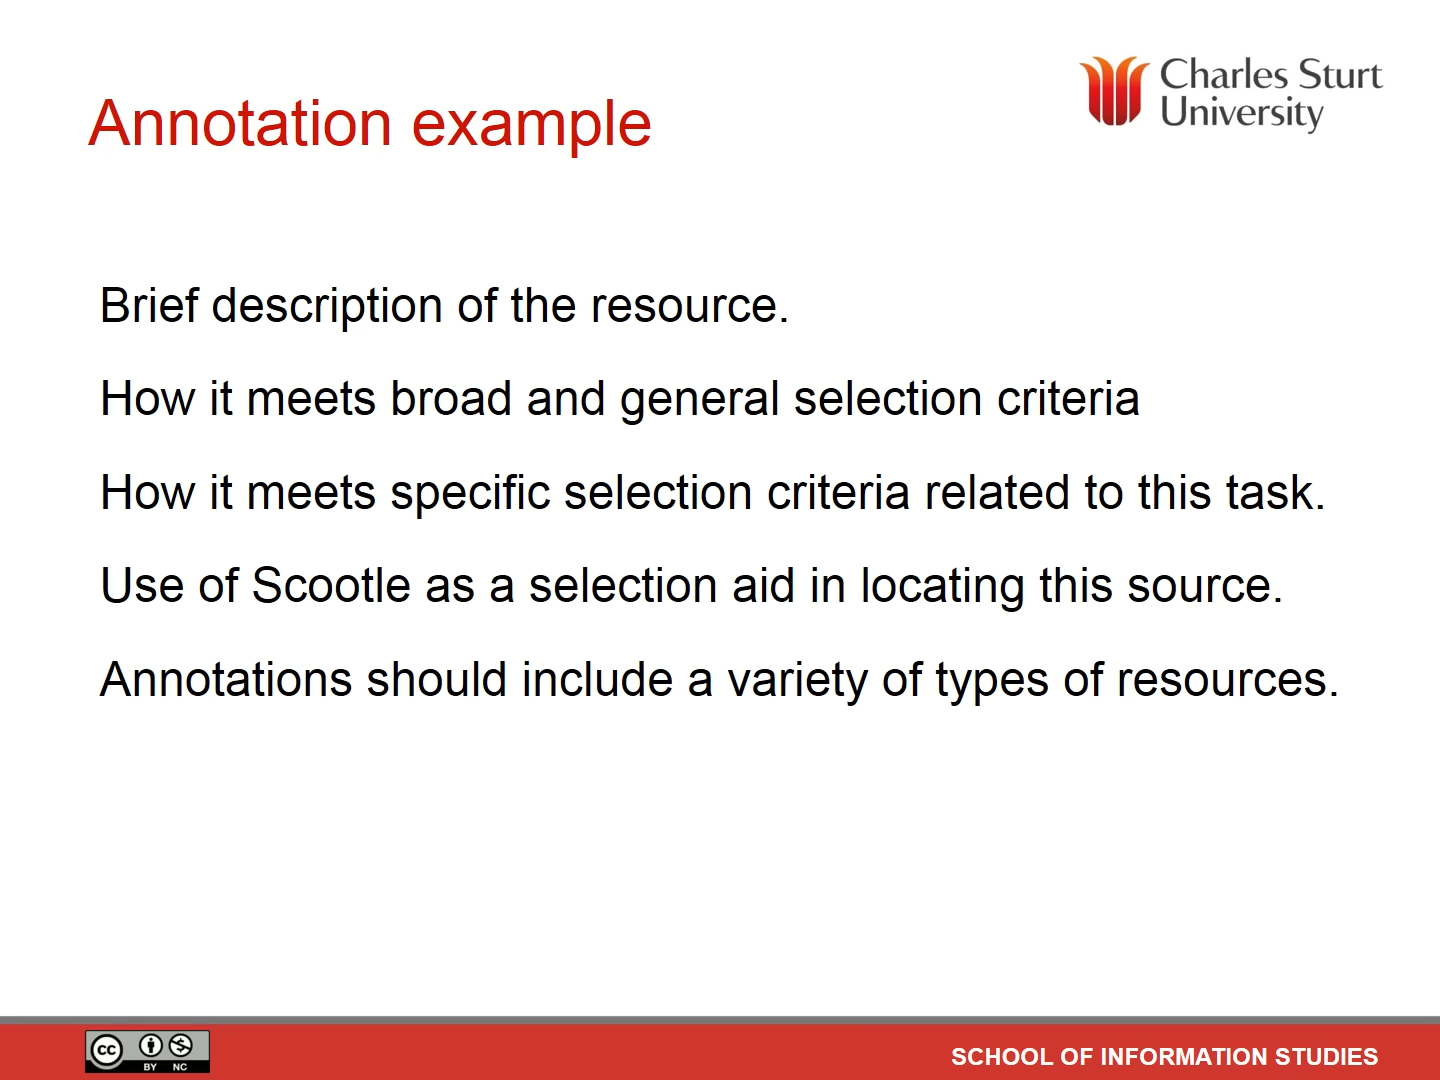 Charles Sturt
University
Annotation example
Brief description of the resource.
How it meets broad and general selection criteria
How it meets specific selection criteria related to this task.
Use of Scootle as a selection aid in locating this source.
Annotations should include a variety of types of resources.
cc BY NC
SCHOOL OF INFORMATION STUDIES